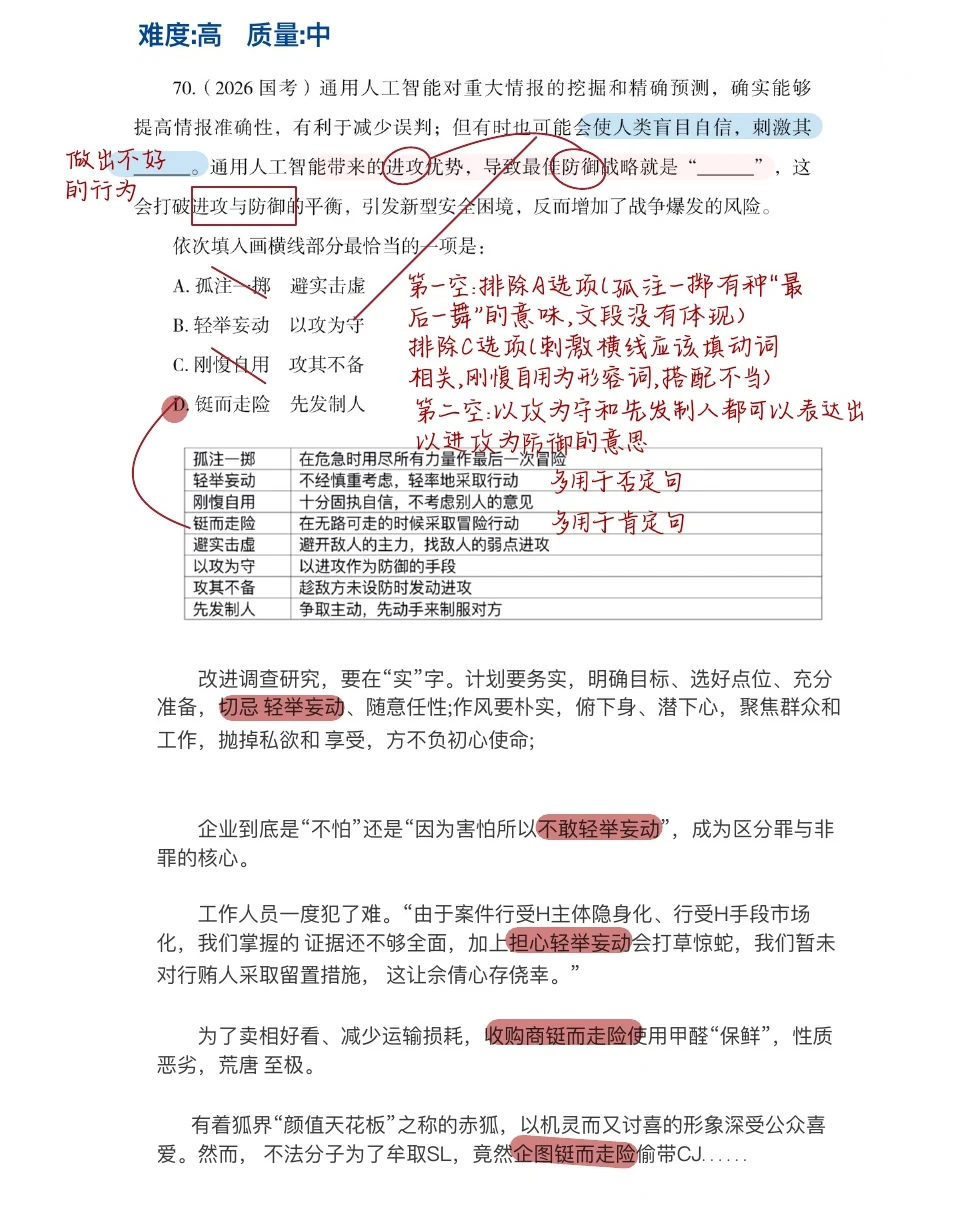 难度:高 质量:中
70.（2026 国考）通用人工智能对重大情报的挖掘和精确预测，确实能够
提高情报准确性，有利于减少误判；但有时也可能会使人类盲目自信，刺激其
做出不好
的行为
______。通用人工智能带来的进攻优势，导致最佳防御战略就是“______”，这
会打破进攻与防御的平衡，引发新型安全困境，反而增加了战争爆发的风险。
依次填入画横线部分最恰当的一项是：
A. 孤注一掷 避实击虚
B. 轻举妄动 以攻为守
C. 刚愎自用 攻其不备
D. 铤而走险 先发制人
第一空:排除A选项(孤注一掷有种“最
后一舞”的意味,文段没有体现)
排除C选项(刺激横线应该填动词
相关,刚愎自用为形容词,搭配不当)
第二空:以攻为守和先发制人都可以表达出
以进攻为防御的意思
孤注一掷 在危急时用尽所有力量作最后一次冒险
轻举妄动 不经慎重考虑，轻率地采取行动 多用于否定句
刚愎自用 十分固执自信，不考虑别人的意见
铤而走险 在无路可走的时候采取冒险行动 多用于肯定句
避实击虚 避开敌人的主力，找敌人的弱点进攻
以攻为守 以进攻作为防御的手段
攻其不备 趁敌方未设防时发动进攻
先发制人 争取主动，先动手来制服对方
改进调查研究，要在“实”字。计划要务实，明确目标、选好点位、充分
准备，切忌 轻举妄动、随意任性;作风要朴实，俯下身、潜下心，聚焦群众和
工作，抛掉私欲和 享受，方不负初心使命;
企业到底是“不怕”还是“因为害怕所以不敢轻举妄动”，成为区分罪与非
罪的核心。
工作人员一度犯了难。“由于案件行受H主体隐身化、行受H手段市场
化，我们掌握的 证据还不够全面，加上担心轻举妄动会打草惊蛇，我们暂未
对行贿人采取留置措施， 这让佘倩心存侥幸。”
为了卖相好看、减少运输损耗，收购商铤而走险使用甲醛“保鲜”，性质
恶劣，荒唐 至极。
有着狐界“颜值天花板”之称的赤狐，以机灵而又讨喜的形象深受公众喜
爱。然而， 不法分子为了牟取SL，竟然企图铤而走险偷带CJ......